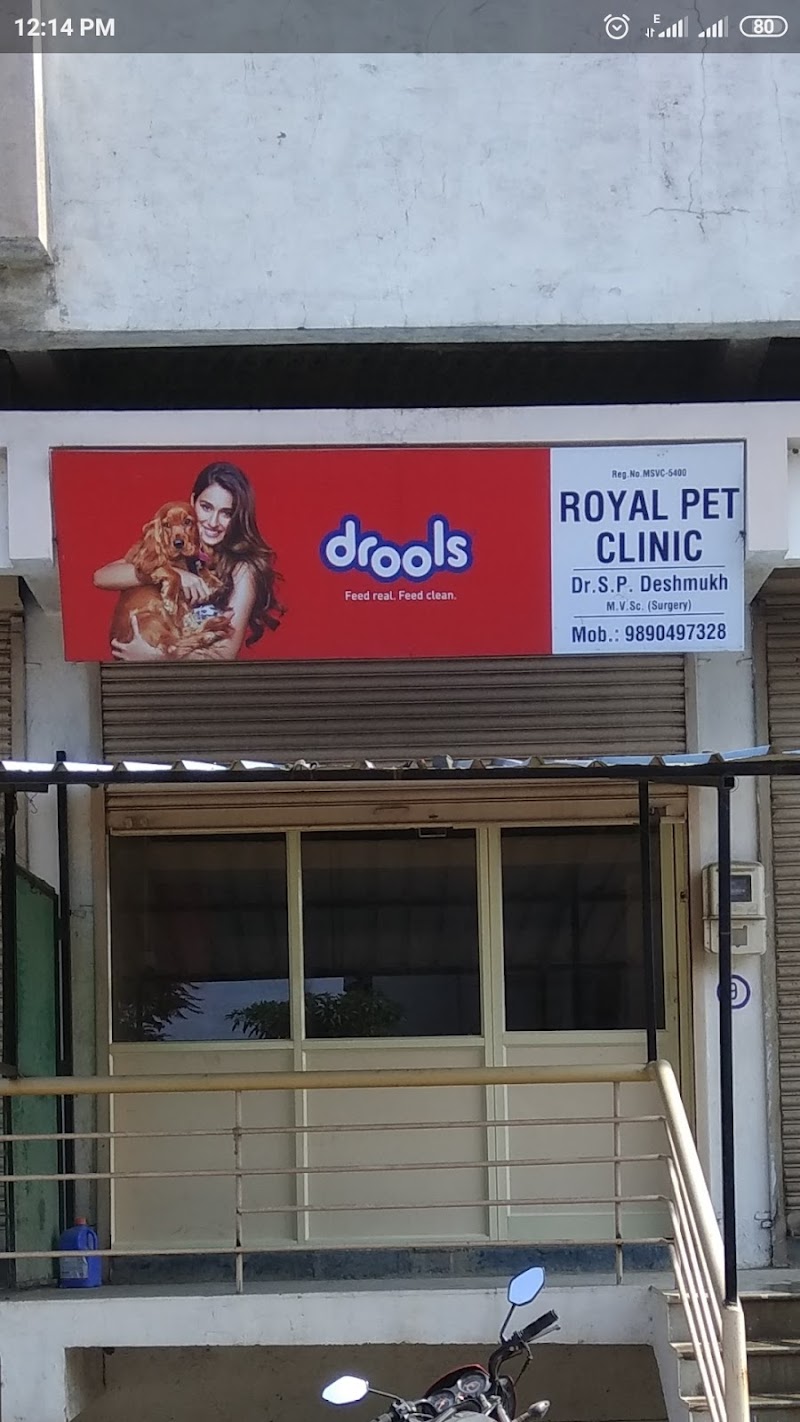 12:14 PM
E
80
Reg.No.MSVC-5400
ROYAL PET
CLINIC
Dr.S.P. Deshmukh
M.V.Sc. (Surgery)
Mob.: 9890497328
drools
Feed real. Feed clean.
9